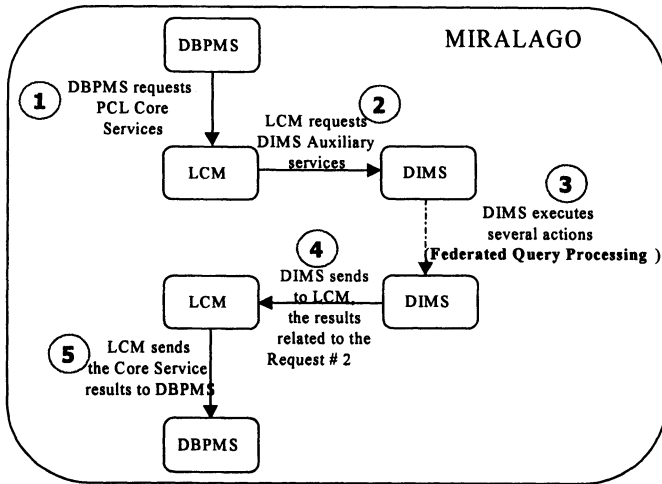 MIRALAGO
DBPMS
1
DBPMS requests
PCL Core
Services
2
LCM requests
DIMS Auxiliary
services
LCM
DIMS
3
DIMS executes
several actions
(Federated Query Processing )
4
DIMS sends
to LCM,
the results
related to the
Request # 2
LCM
DIMS
5
LCM sends
the Core Service
results to DBPMS
DBPMS